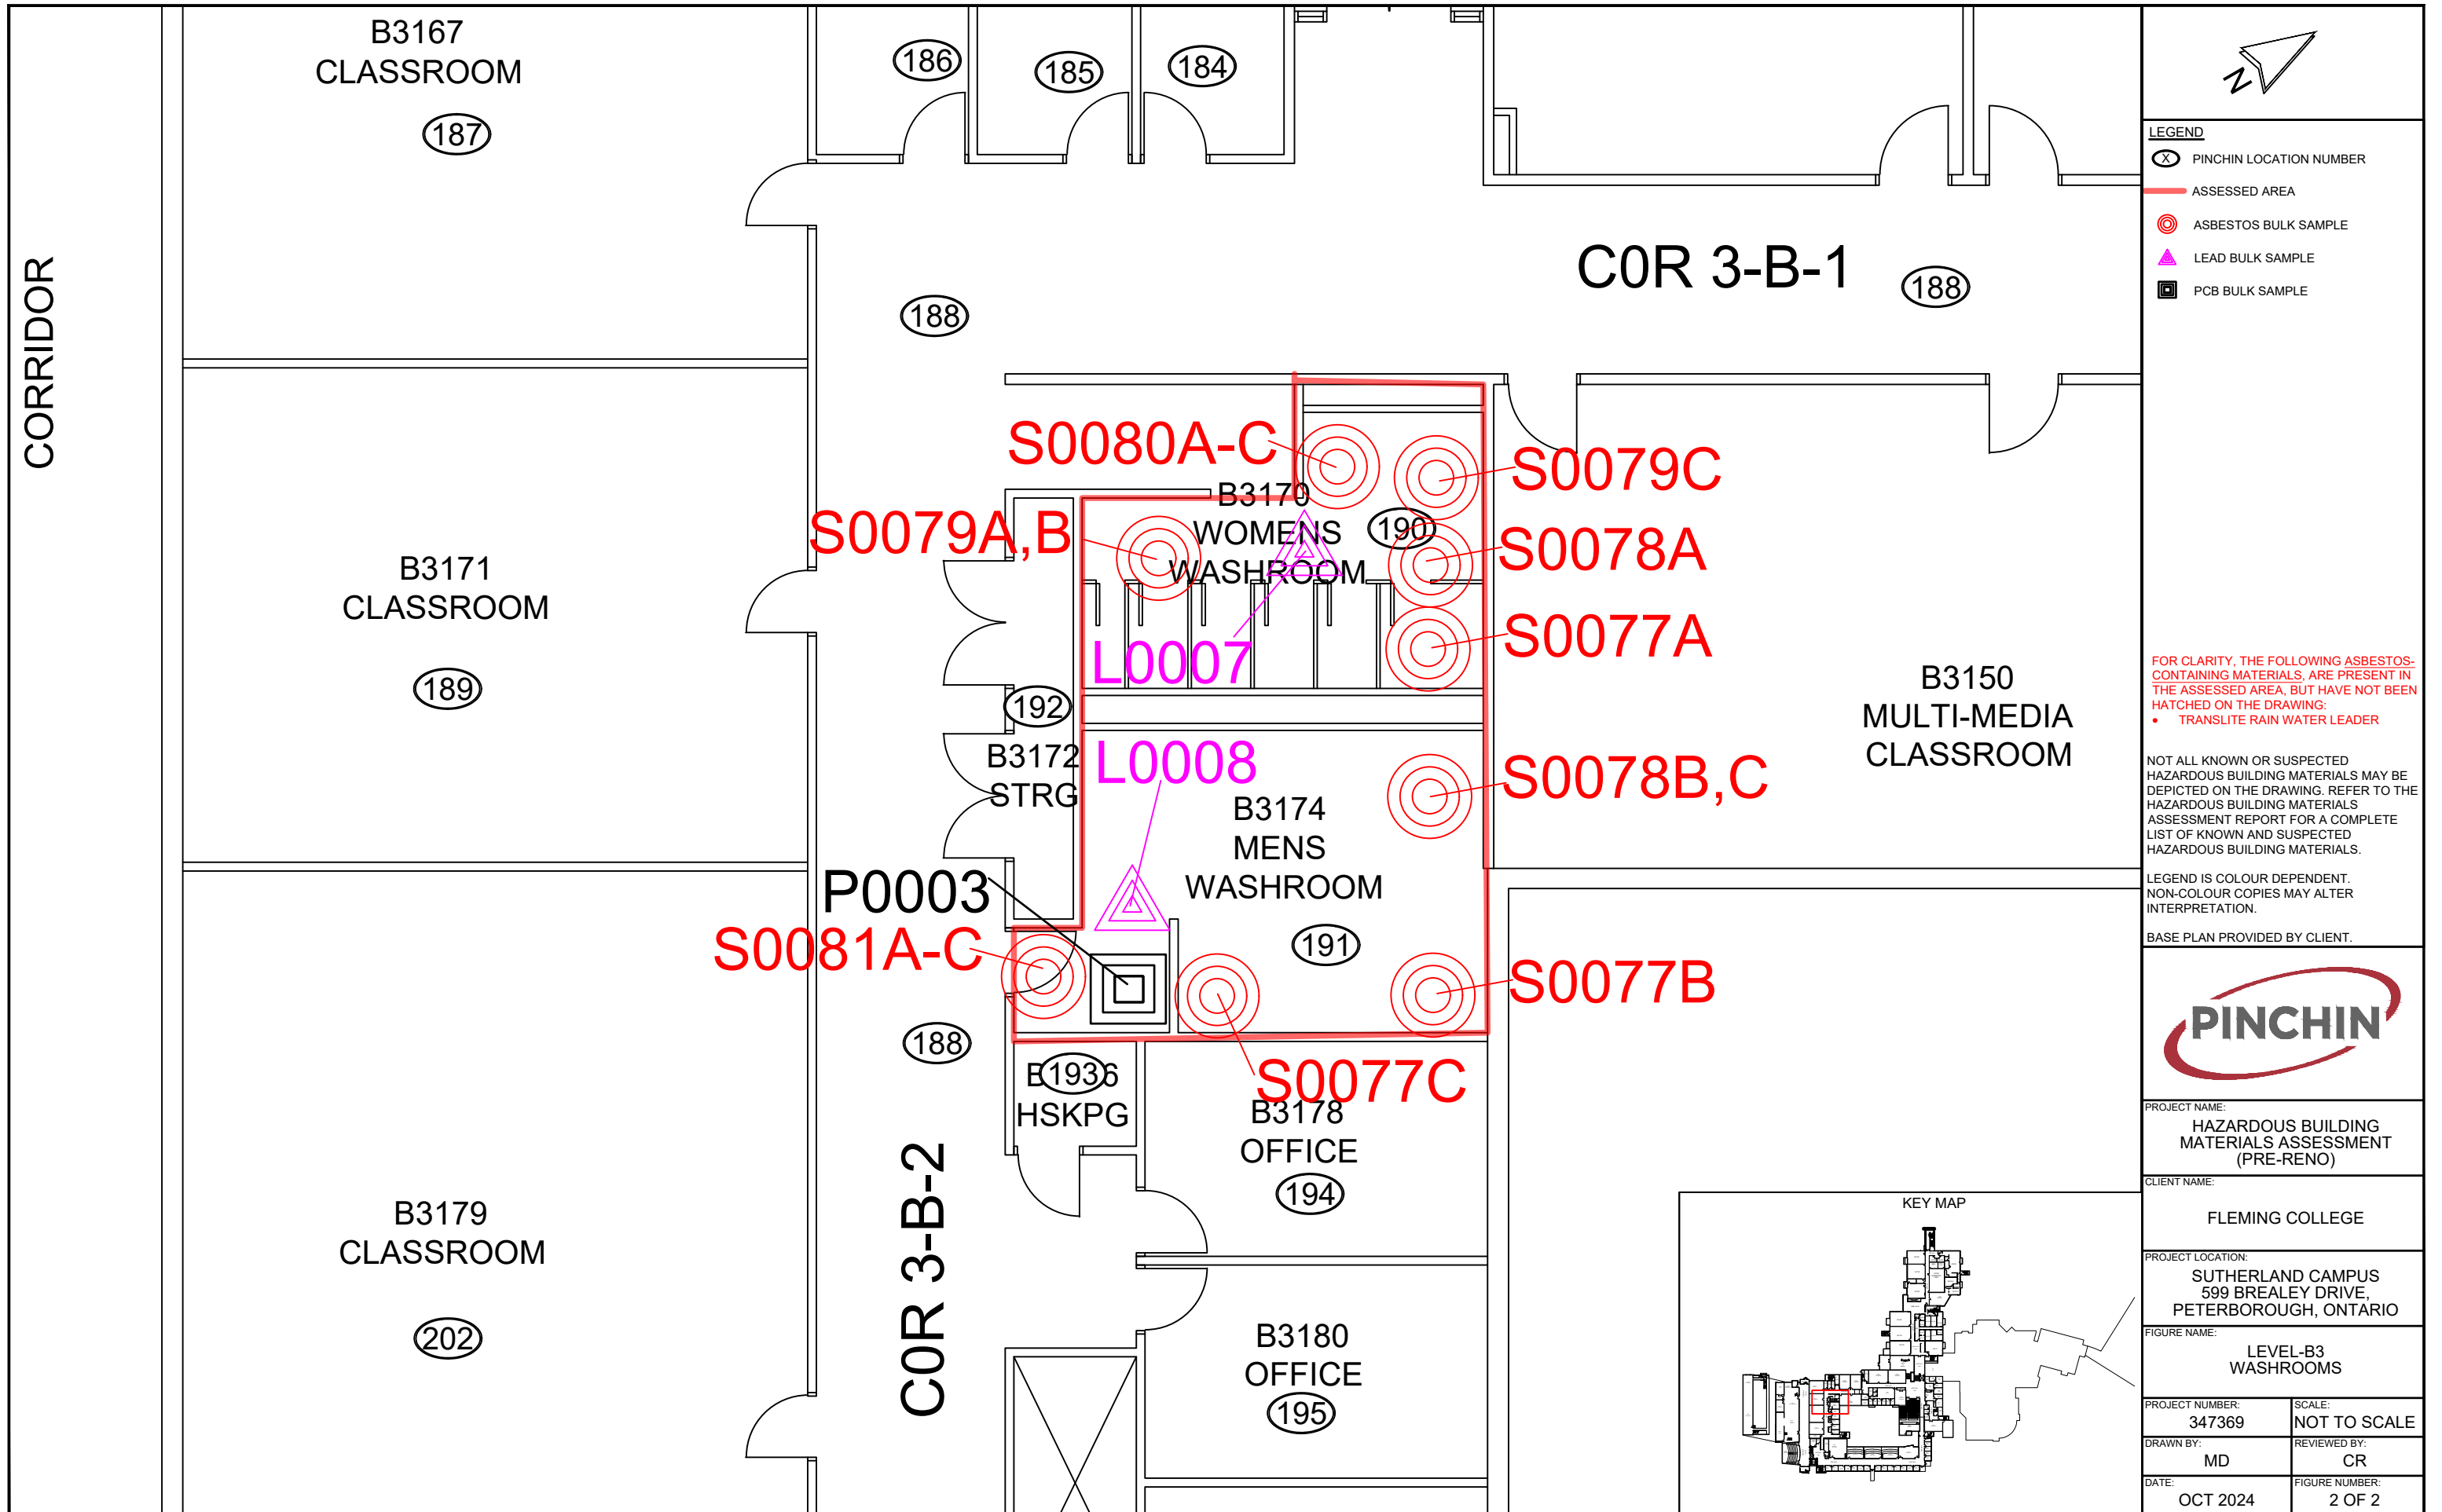 B3167
CLASSROOM
187
186
185
184
CORRIDOR
C0R 3-B-1
188
188
S0080A-C
S0079C
B3170
WOMENS
WASHROOM
190
S0079A,B
S0078A
S0077A
L0007
B3171
CLASSROOM
189
192
B3172
STRG
B3150
MULTI-MEDIA
CLASSROOM
L0008
S0078B,C
B3174
MENS
WASHROOM
191
P0003
S0081A-C
S0077B
188
S0077C
193
HSKPG
B3178
OFFICE
194
C0R 3-B-2
B3179
CLASSROOM
202
B3180
OFFICE
195
KEY MAP
N
LEGEND
X PINCHIN LOCATION NUMBER
ASSESSED AREA
ASBESTOS BULK SAMPLE
LEAD BULK SAMPLE
PCB BULK SAMPLE
FOR CLARITY, THE FOLLOWING ASBESTOS-
CONTAINING MATERIALS, ARE PRESENT IN
THE ASSESSED AREA, BUT HAVE NOT BEEN
HATCHED ON THE DRAWING:
• TRANSLITE RAIN WATER LEADER
NOT ALL KNOWN OR SUSPECTED
HAZARDOUS BUILDING MATERIALS MAY BE
DEPICTED ON THE DRAWING. REFER TO THE
HAZARDOUS BUILDING MATERIALS
ASSESSMENT REPORT FOR A COMPLETE
LIST OF KNOWN AND SUSPECTED
HAZARDOUS BUILDING MATERIALS.
LEGEND IS COLOUR DEPENDENT.
NON-COLOUR COPIES MAY ALTER
INTERPRETATION.
BASE PLAN PROVIDED BY CLIENT.
PINCHIN
PROJECT NAME:
HAZARDOUS BUILDING
MATERIALS ASSESSMENT
(PRE-RENO)
CLIENT NAME:
FLEMING COLLEGE
PROJECT LOCATION:
SUTHERLAND CAMPUS
599 BREALEY DRIVE,
PETERBOROUGH, ONTARIO
FIGURE NAME:
LEVEL-B3
WASHROOMS
PROJECT NUMBER:
347369
SCALE:
NOT TO SCALE
DRAWN BY:
MD
REVIEWED BY:
CR
DATE:
OCT 2024
FIGURE NUMBER:
2 OF 2